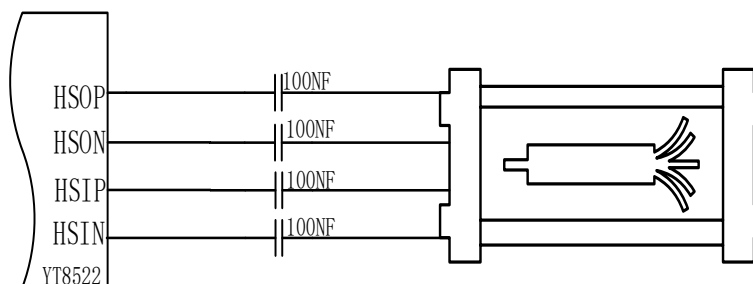 100NF
HSOP
100NF
HSON
100NF
HSIP
100NF
HSIN
YT8522